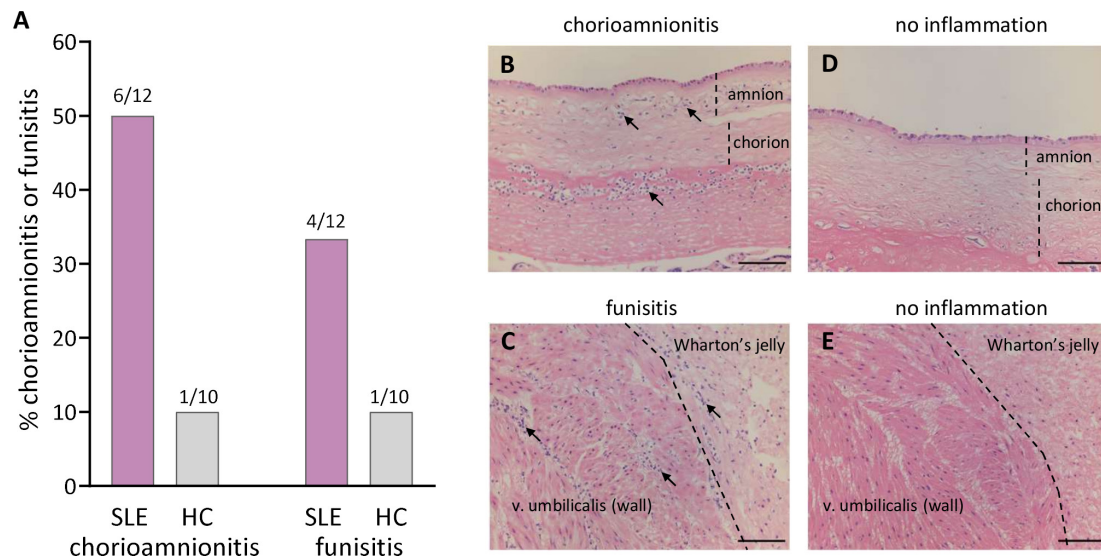 A
% chorioamnionitis or funisitis
60
50
40
30
20
10
0
6/12
1/10
4/12
1/10
SLE HC SLE HC
chorioamnionitis funisitis
chorioamnionitis
B
amnion
chorion
no inflammation
D
amnion
chorion
funisitis
C
Wharton's jelly
v. umbilicalis (wall)
no inflammation
E
Wharton's jelly
v. umbilicalis (wall)